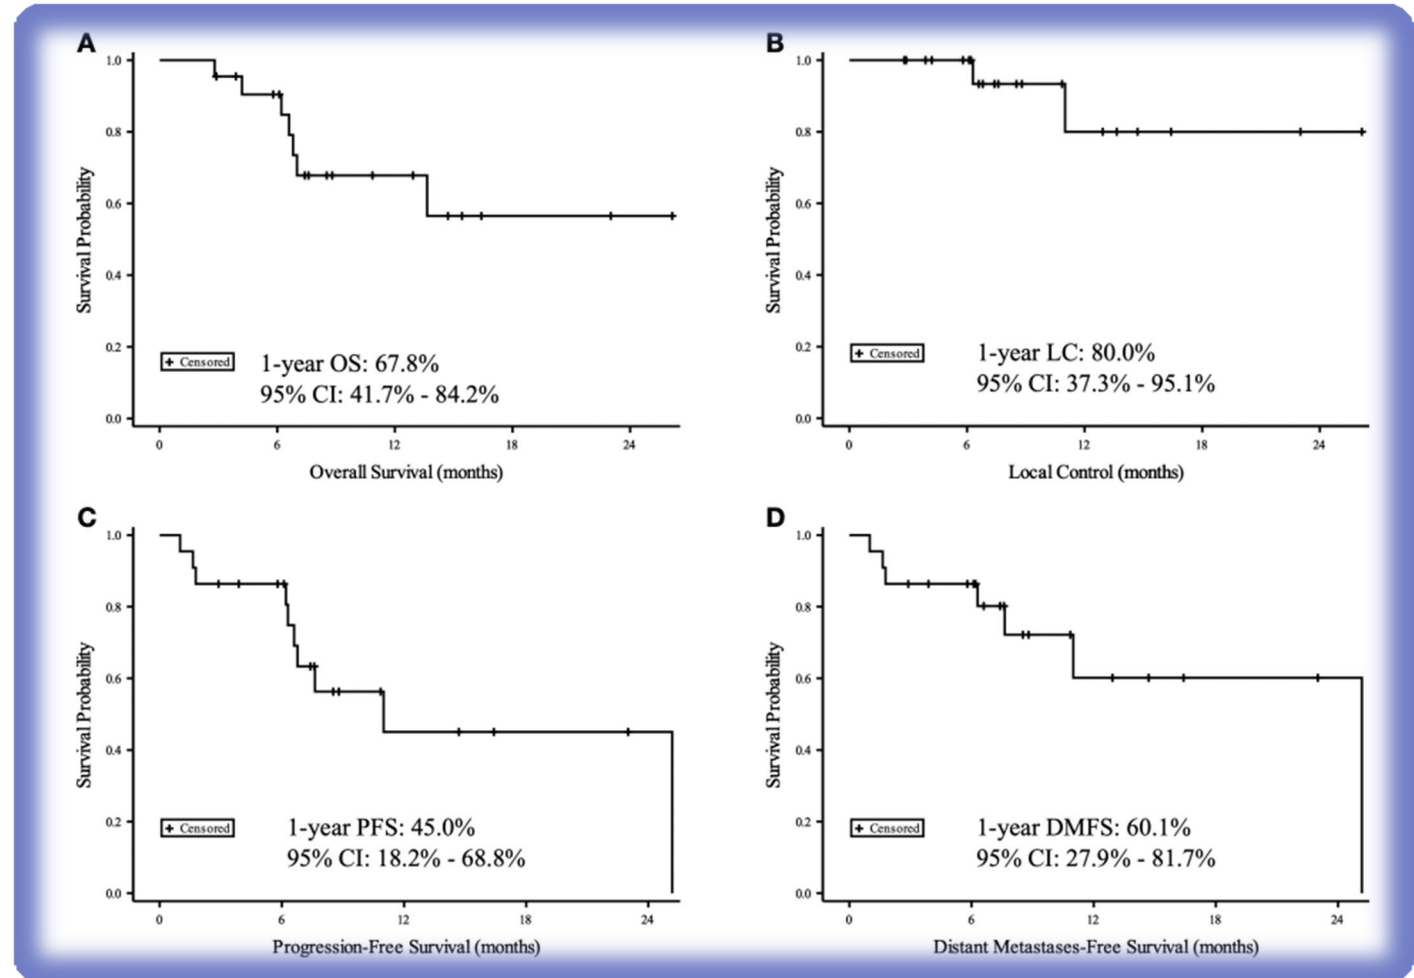 A
1.0
0.8
0.6
0.4
0.2
0.0
Survival Probability
+ Censored
1-year OS: 67.8%
95% CI: 41.7% - 84.2%
0 6 12 18 24
Overall Survival (months)
B
1.0
0.8
0.6
0.4
0.2
0.0
Survival Probability
+ Censored
1-year LC: 80.0%
95% CI: 37.3% - 95.1%
0 6 12 18 24
Local Control (months)
C
1.0
0.8
0.6
0.4
0.2
0.0
Survival Probability
+ Censored
1-year PFS: 45.0%
95% CI: 18.2% - 68.8%
0 6 12 18 24
Progression-Free Survival (months)
D
1.0
0.8
0.6
0.4
0.2
0.0
Survival Probability
+ Censored
1-year DMFS: 60.1%
95% CI: 27.9% - 81.7%
0 6 12 18 24
Distant Metastases-Free Survival (months)